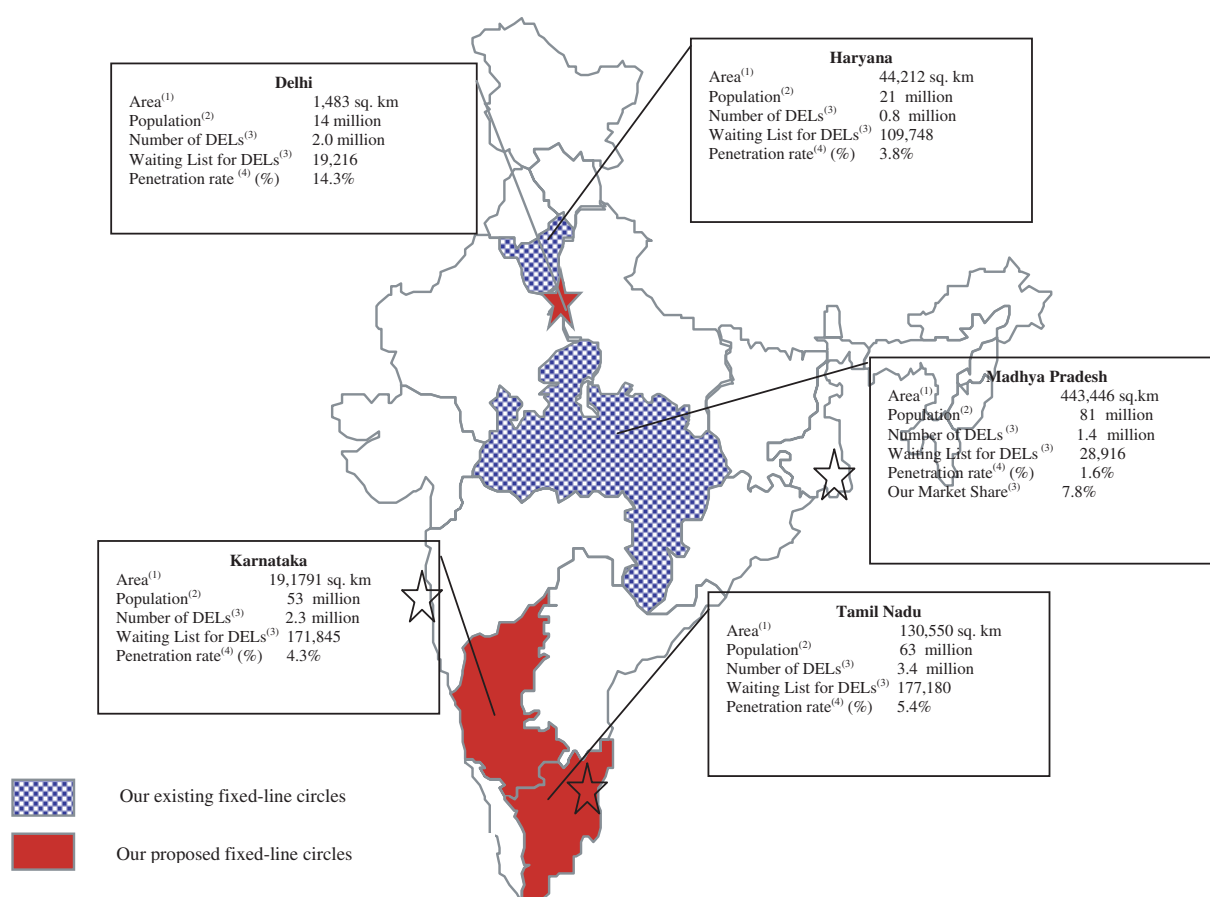 Delhi
Area(1) 1,483 sq. km
Population(2) 14 million
Number of DELs(3) 2.0 million
Waiting List for DELs(3) 19,216
Penetration rate (4) (%) 14.3%
Haryana
Area(1) 44,212 sq. km
Population(2) 21 million
Number of DELs(3) 0.8 million
Waiting List for DELs(3) 109,748
Penetration rate(4) (%) 3.8%
Madhya Pradesh
Area(1) 443,446 sq.km
Population(2) 81 million
Number of DELs(3) 1.4 million
Waiting List for DELs(3) 28,916
Penetration rate(4) (%) 1.6%
Our Market Share(3) 7.8%
Karnataka
Area(1) 19,1791 sq. km
Population(2) 53 million
Number of DELs(3) 2.3 million
Waiting List for DELs(3) 171,845
Penetration rate(4) (%) 4.3%
Tamil Nadu
Area(1) 130,550 sq. km
Population(2) 63 million
Number of DELs(3) 3.4 million
Waiting List for DELs(3) 177,180
Penetration rate(4) (%) 5.4%
Our existing fixed-line circles
Our proposed fixed-line circles